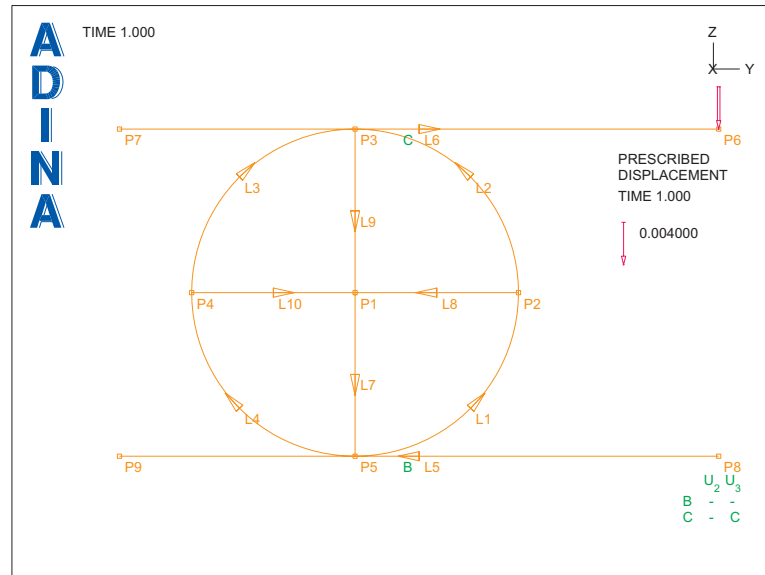 ADINA
TIME 1.000
Z
X Y
P7 P3 C L6 P6
PRESCRIBED
DISPLACEMENT
TIME 1.000
0.004000
L3 L2
L9
P4 L10 P1 L8 P2
L7
L4 L1
P9 P5 B L5 P8
U2 U3
B - -
C - C